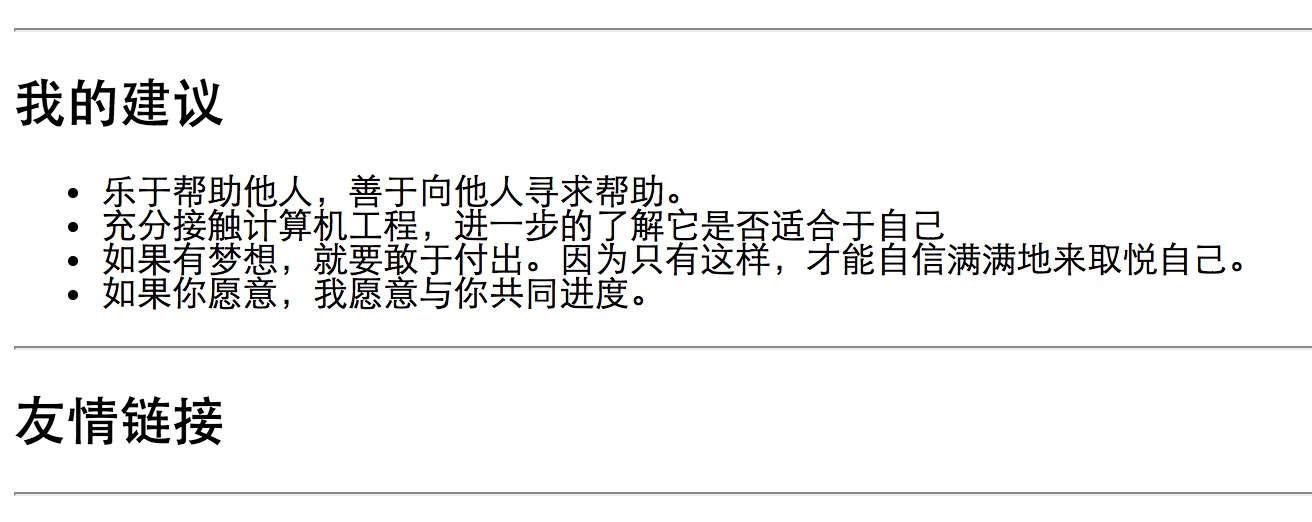 我的建议
乐于帮助他人，善于向他人寻求帮助。
充分接触计算机工程，进一步的了解它是否适合于自己
如果有梦想，就要敢于付出。因为只有这样，才能自信满满地来取悦自己。
如果你愿意，我愿意与你共同进度。
友情链接